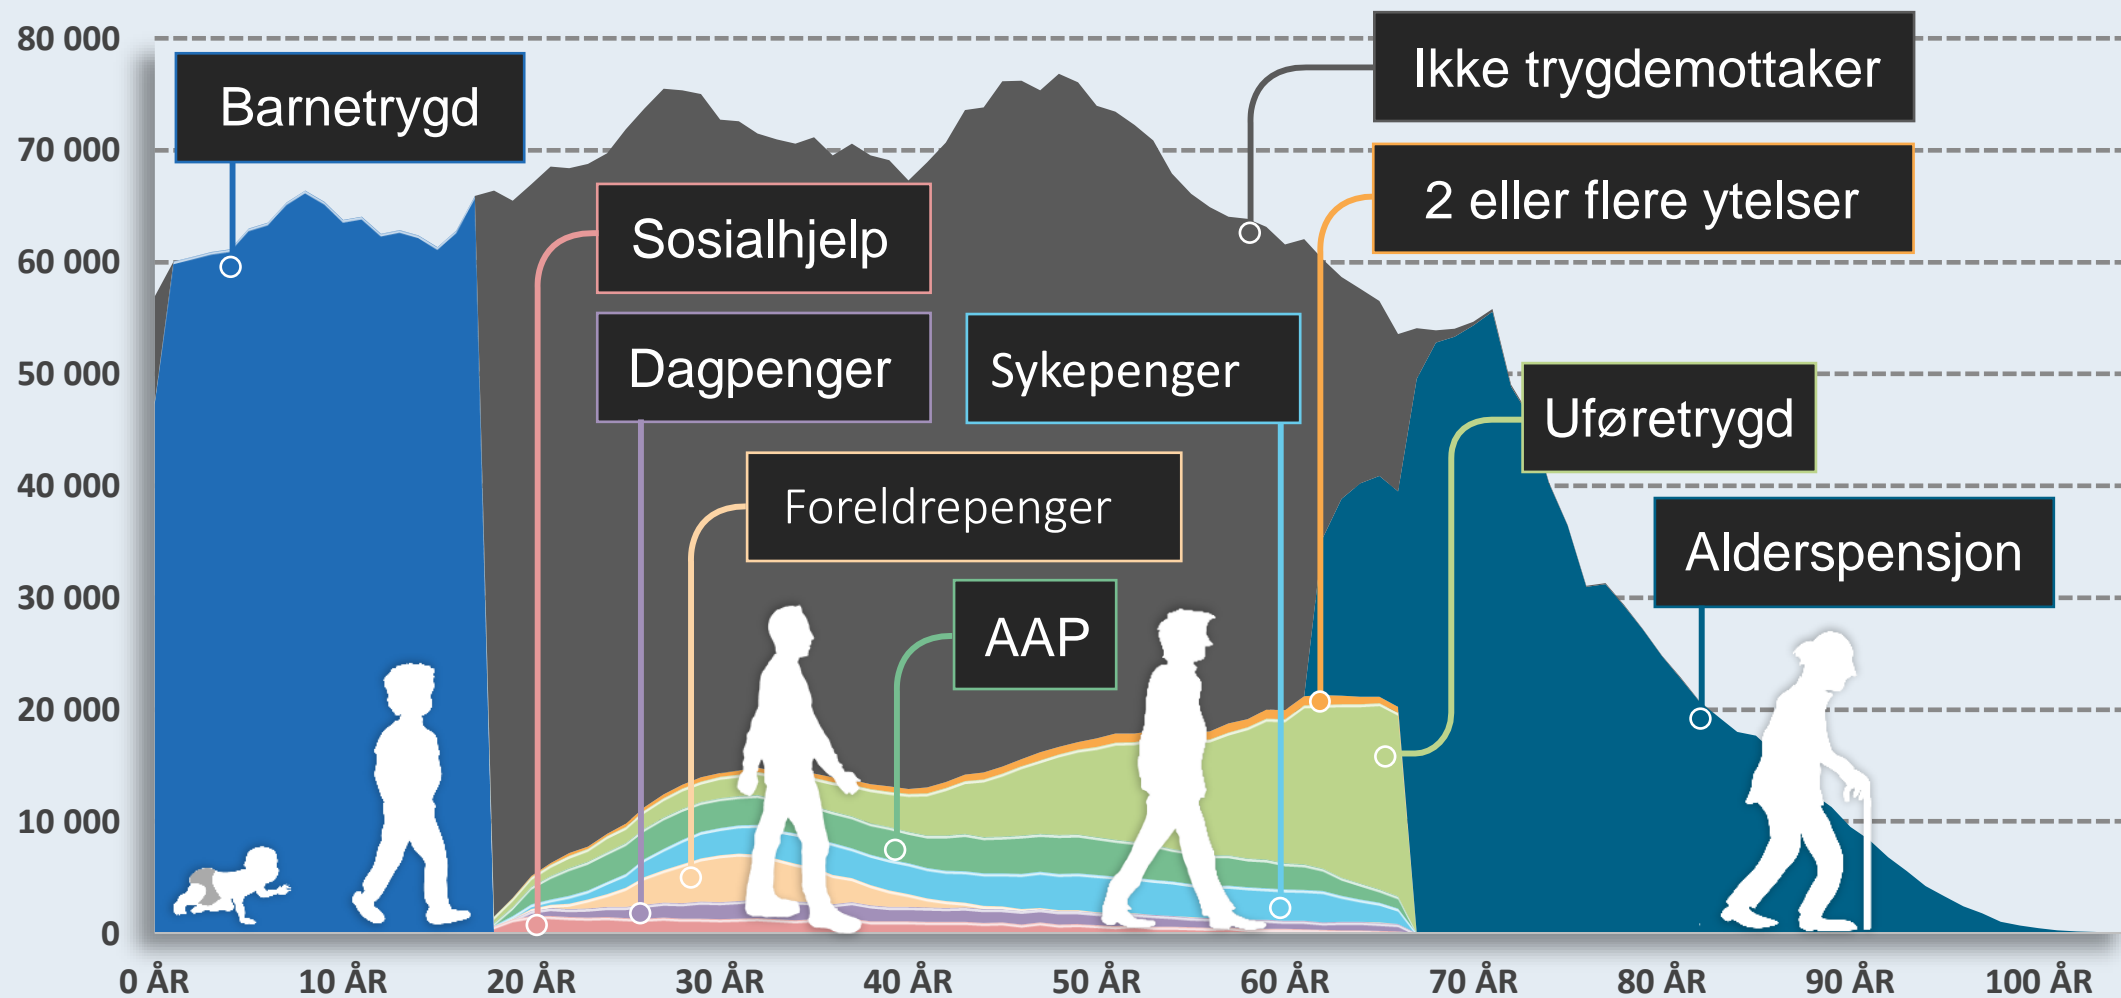 80 000
70 000
60 000
50 000
40 000
30 000
20 000
10 000
0
Barnetrygd
Ikke trygdemottaker
2 eller flere ytelser
Sosialhjelp
Dagpenger
Sykepenger
Uføretrygd
Foreldrepenger
Alderspensjon
AAP
0 ÅR 10 ÅR 20 ÅR 30 ÅR 40 ÅR 50 ÅR 60 ÅR 70 ÅR 80 ÅR 90 ÅR 100 ÅR